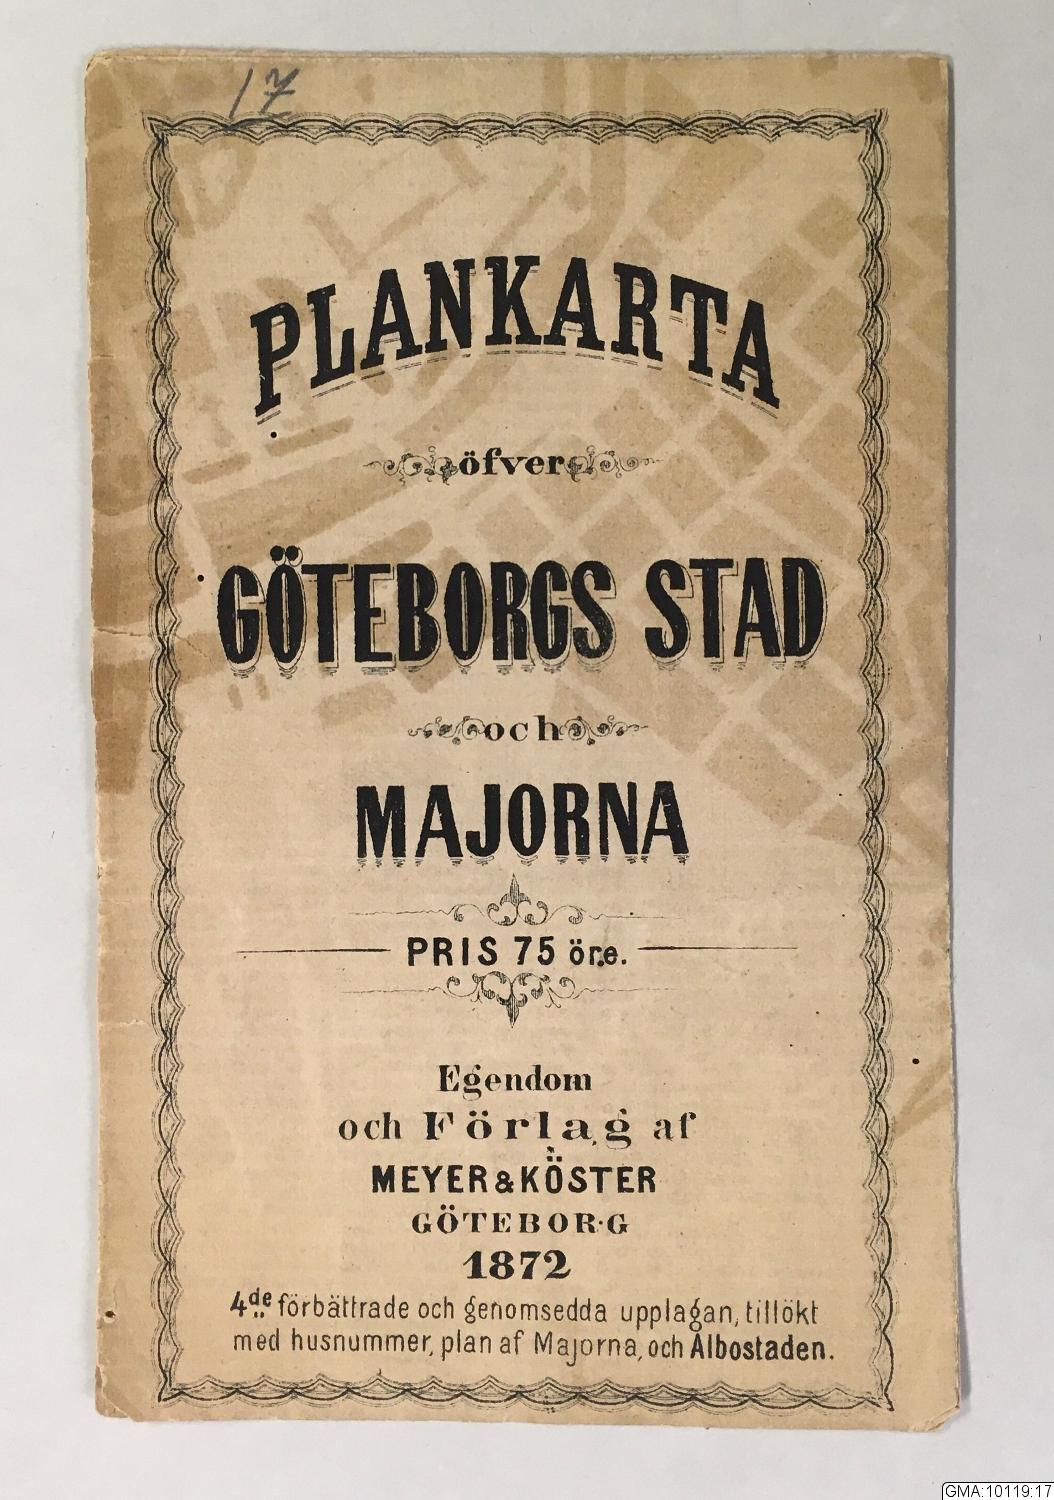 17
PLANKARTA
öfver
GÖTEBORGS STAD
och
MAJORNA
PRIS 75 öre.
Egendom
och Förlag af
MEYER & KÖSTER
GÖTEBORG
1872
4de förbättrade och genomsedda upplagan, tillökt
med husnummer, plan af Majorna, och Albostaden.
GMA:10119:17